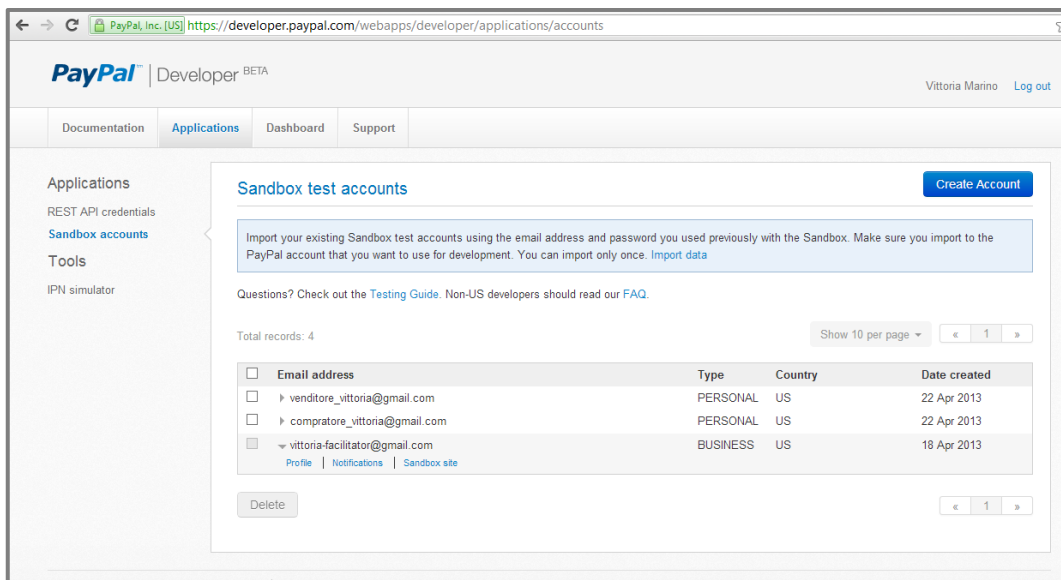 PayPal, Inc. [US] https://developer.paypal.com/webapps/developer/applications/accounts
PayPal™ | Developer BETA
Vittoria Marino Log out
Documentation Applications Dashboard Support
Applications
REST API credentials
Sandbox accounts
Tools
IPN simulator
Sandbox test accounts
Create Account
Import your existing Sandbox test accounts using the email address and password you used previously with the Sandbox. Make sure you import to the
PayPal account that you want to use for development. You can import only once. Import data
Questions? Check out the Testing Guide. Non-US developers should read our FAQ.
Total records: 4
Show 10 per page « 1 »
Email address Type Country Date created
venditore_vittoria@gmail.com PERSONAL US 22 Apr 2013
compratore_vittoria@gmail.com PERSONAL US 22 Apr 2013
vittoria-facilitator@gmail.com BUSINESS US 18 Apr 2013
Profile | Notifications | Sandbox site
Delete
« 1 »